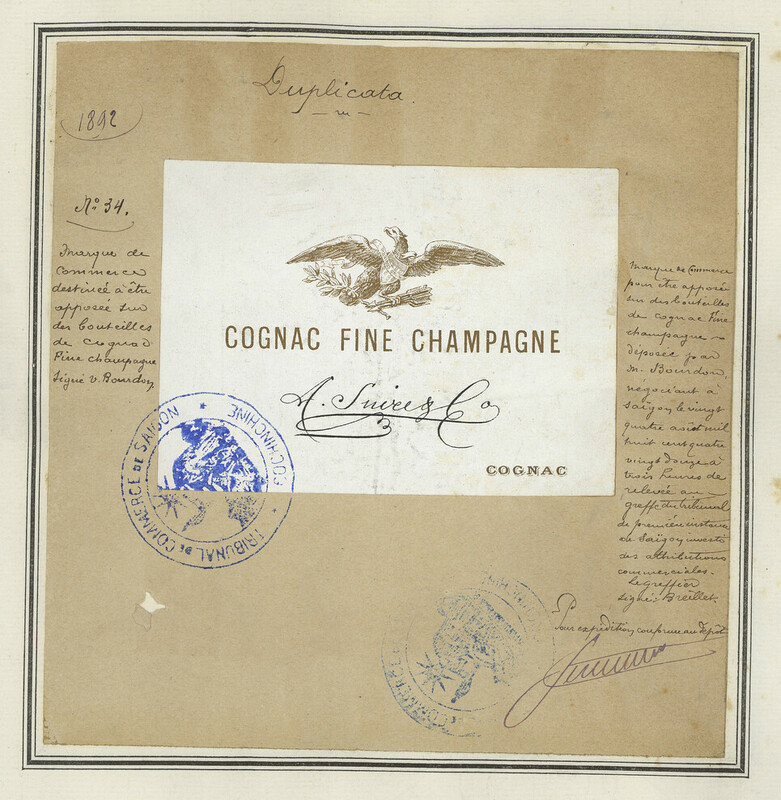 Duplicata
1892
N° 34.
Marque de
Commerce
destinée à être
apposée sur
des bouteilles
de Cognac
Fine champagne
Signé V. Bourdon
COGNAC FINE CHAMPAGNE
& Co
COGNAC
TRIBUNAL DE COMMERCE DE SAIGON * COCHINCHINE *
Marque de Commerce
pour être apposée
sur des bouteilles
de cognac Fine
champagne
déposée par
M. Bourdon,
négociant à
Saïgon le vingt
quatre août mil
huit cent quatre
vingt douze à
trois heures de
relevée au
greffe du tribunal
de première instance
de Saïgon investi
des attributions
commerciales.
Le greffier
Signé: Breillet
Pour expédition conforme au dépôt
COMMERCE DE